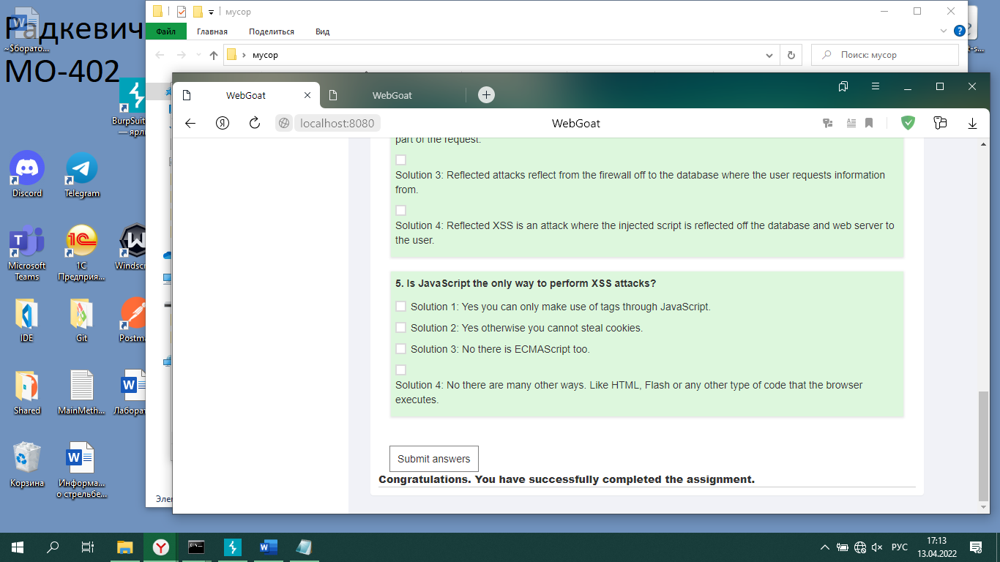 Радкевич
МО-402
~$борато...
BurpSuit
— ярл
Discord
Telegram
Microsoft
Teams
1C
Предприя...
Windscr
IDE
Git
Postma
Shared
MainMeth...
Лаборат
Корзина
Информа...
о стрельбе...
мусор
Файл
Главная
Поделиться
Вид
мусор
Поиск: мусор
Элем
WebGoat
WebGoat
localhost:8080
WebGoat
part of the request.
Solution 3: Reflected attacks reflect from the firewall off to the database where the user requests information
from.
Solution 4: Reflected XSS is an attack where the injected script is reflected off the database and web server to
the user.
5. Is JavaScript the only way to perform XSS attacks?
Solution 1: Yes you can only make use of tags through JavaScript.
Solution 2: Yes otherwise you cannot steal cookies.
Solution 3: No there is ECMAScript too.
Solution 4: No there are many other ways. Like HTML, Flash or any other type of code that the browser
executes.
Submit answers
Congratulations. You have successfully completed the assignment.
РУС
17:13
13.04.2022